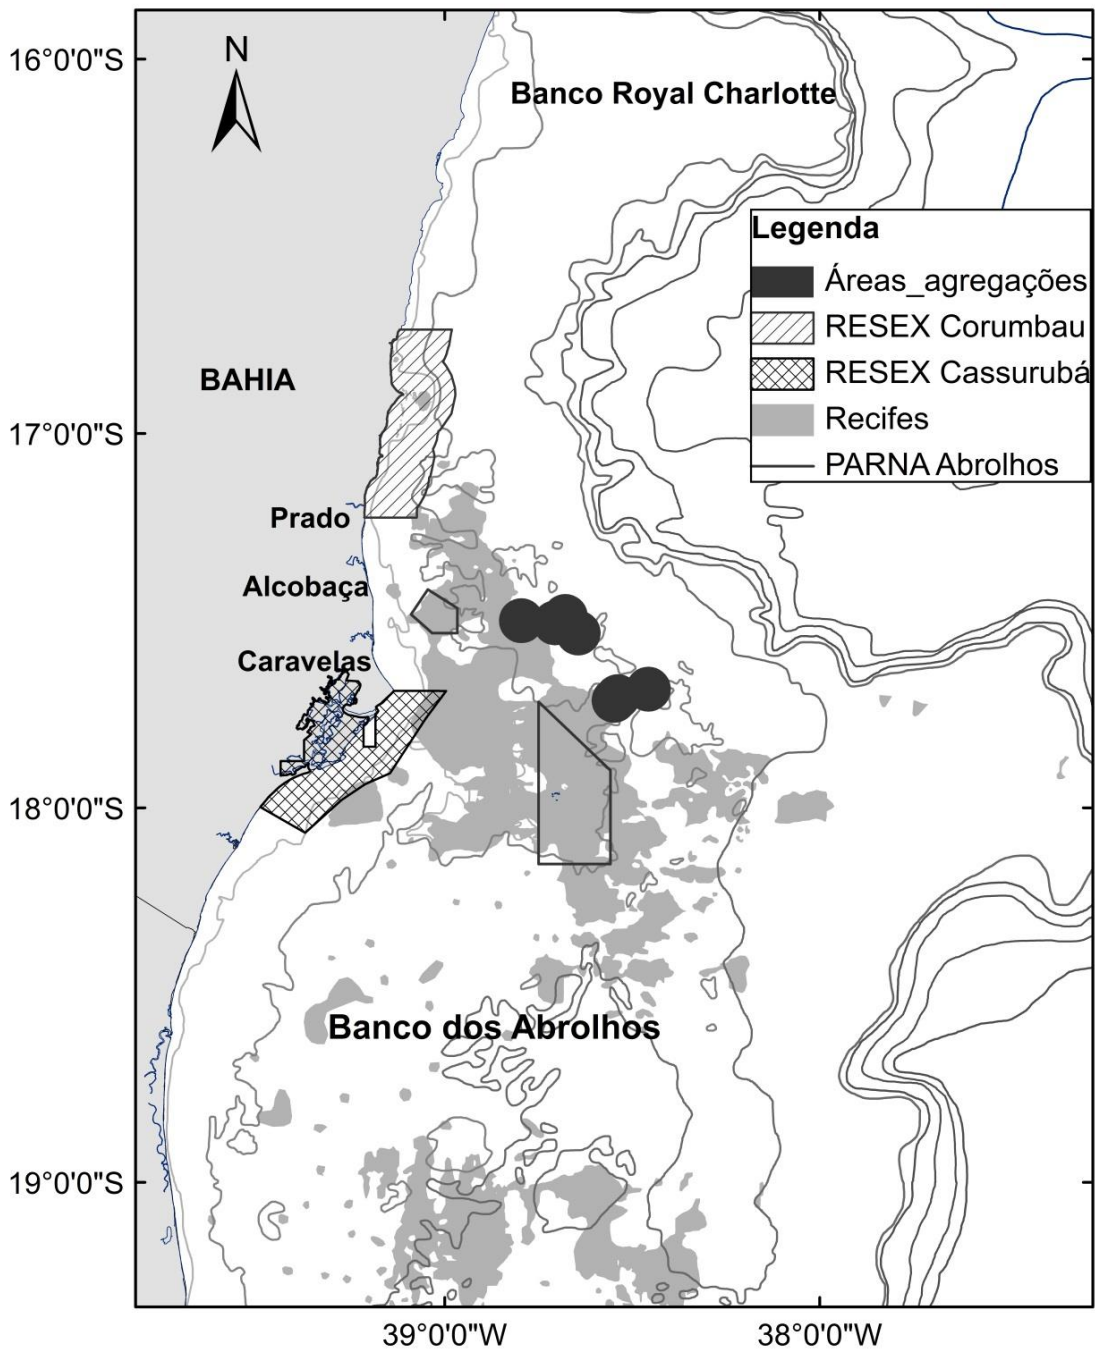 16°0'0"S
N
Banco Royal Charlotte
Legenda
Áreas_agregações
RESEX Corumbau
RESEX Cassurubá
Recifes
PARNA Abrolhos
BAHIA
17°0'0"S
Prado
Alcobaça
Caravelas
18°0'0"S
Banco dos Abrolhos
19°0'0"S
39°0'0"W
38°0'0"W